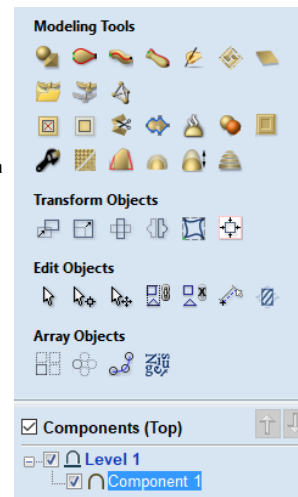 Modeling Tools
Transform Objects
Edit Objects
Array Objects
Components (Top)
Level 1
Component 1